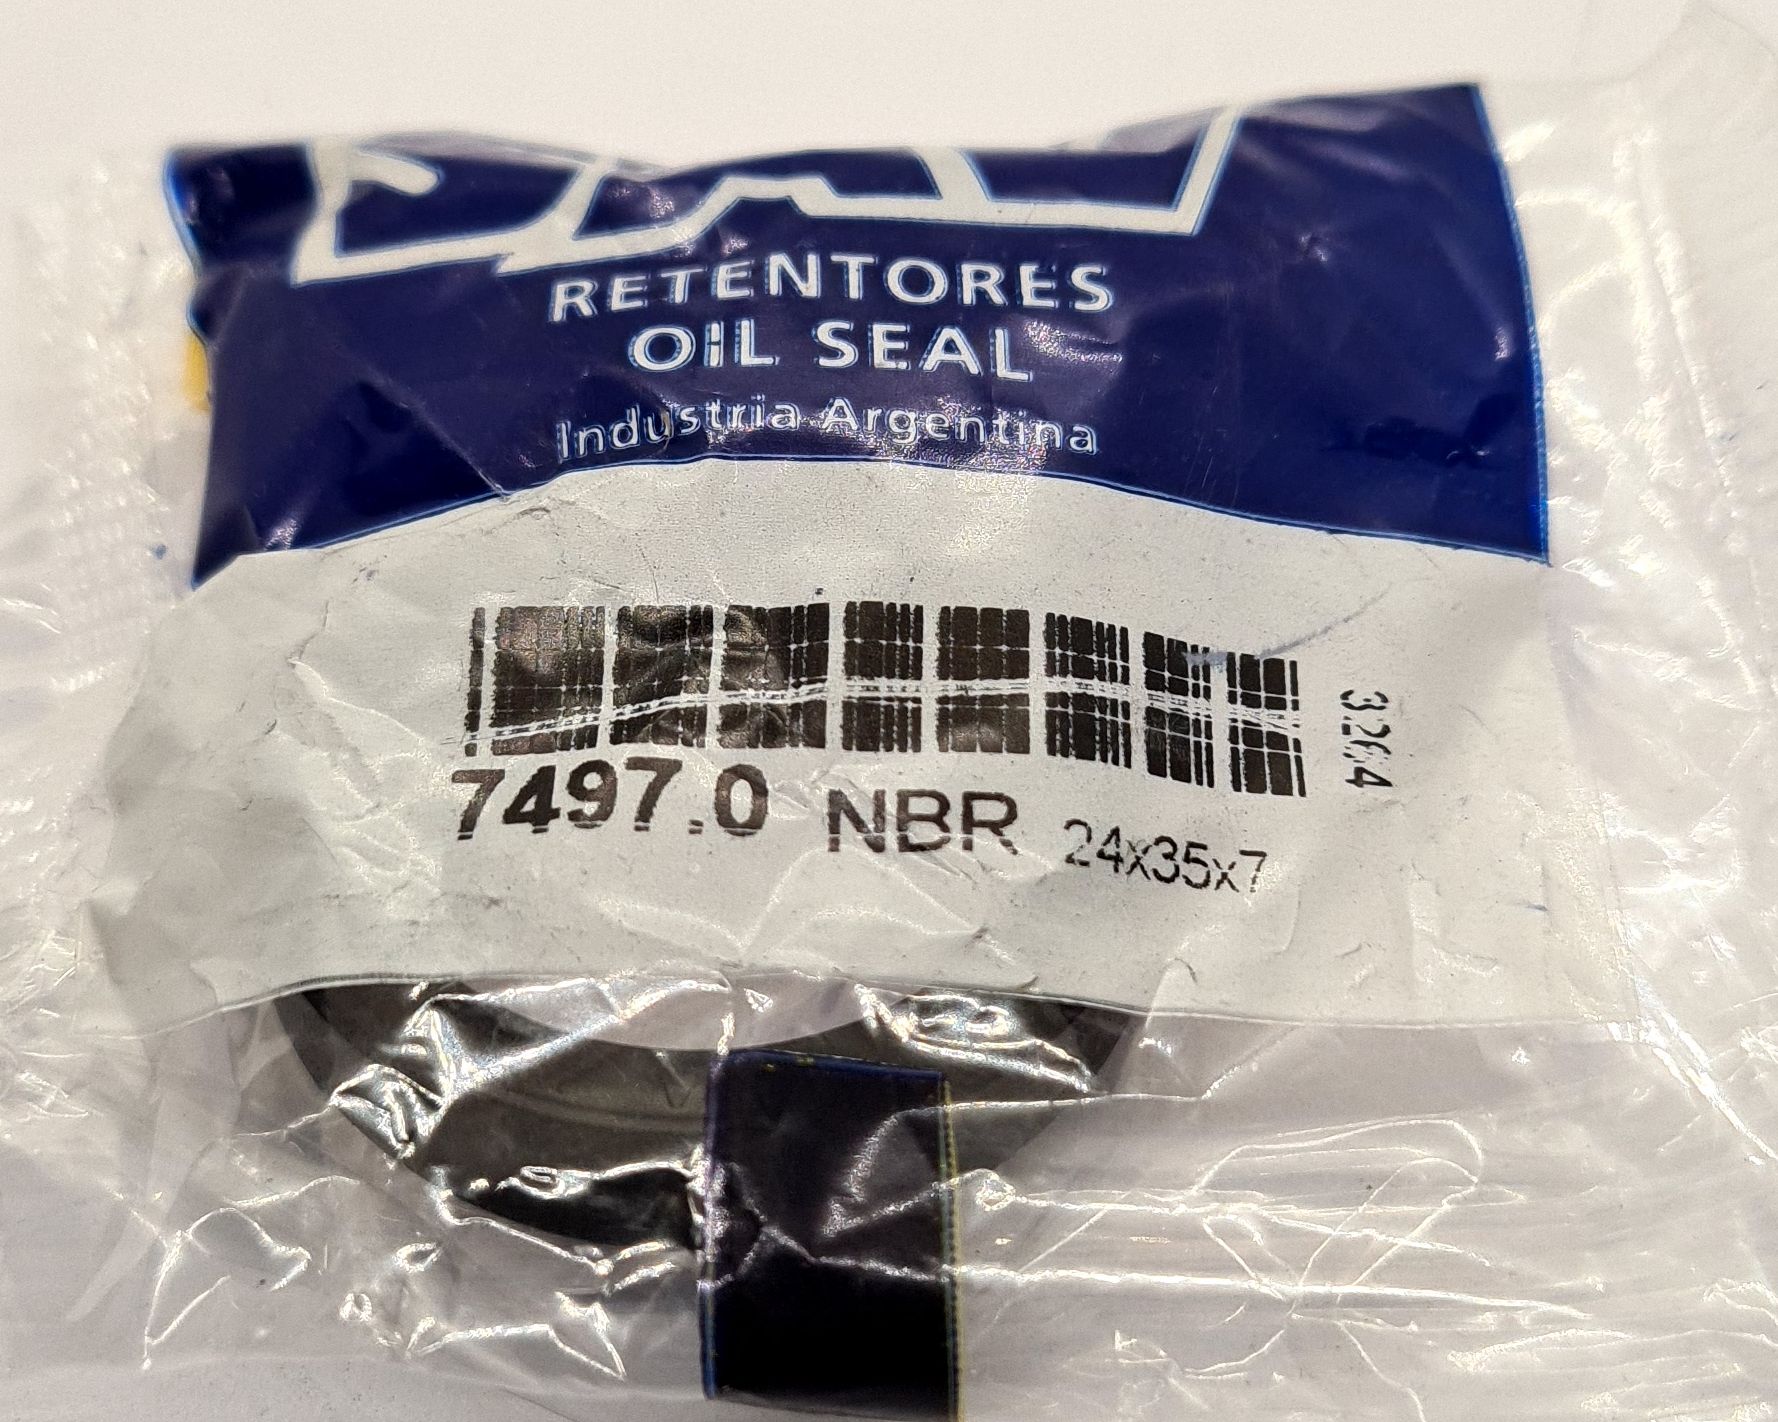 RETENTORES
OIL SEAL
Industria Argentina
7497.0 NBR 24x35x7